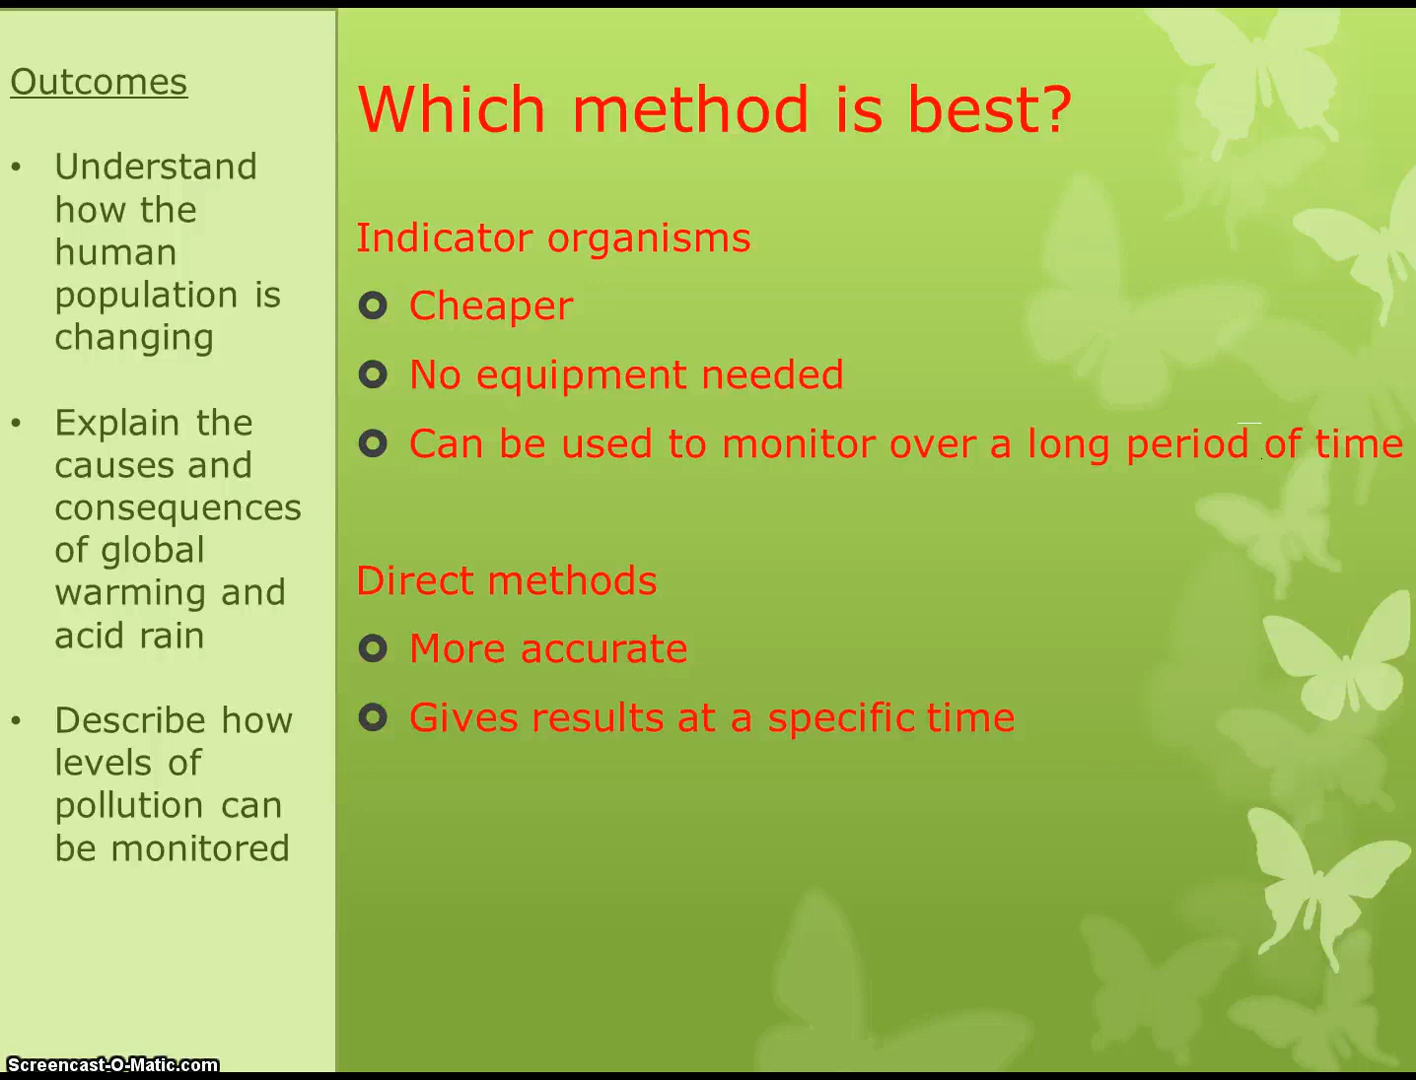 Outcomes
• Understand
how the
human
population is
changing
• Explain the
causes and
consequences
of global
warming and
acid rain
• Describe how
levels of
pollution can
be monitored
Which method is best?
Indicator organisms
Cheaper
No equipment needed
Can be used to monitor over a long period of time
Direct methods
More accurate
Gives results at a specific time
Screencast-O-Matic.com